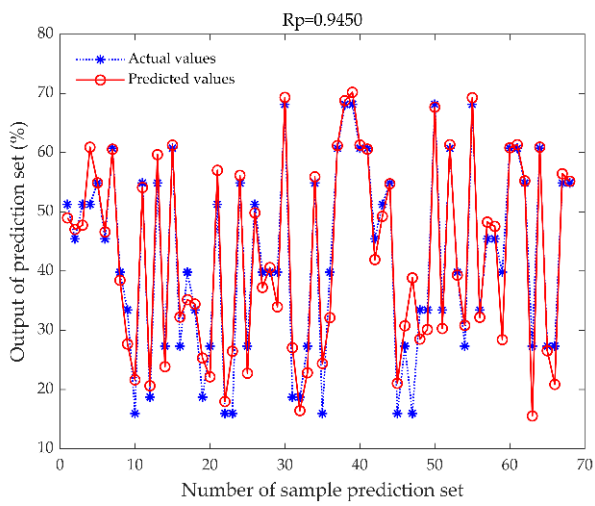 Rp=0.9450
Actual values
Predicted values
Output of prediction set (%)
80
70
60
50
40
30
20
10
0 10 20 30 40 50 60 70
Number of sample prediction set